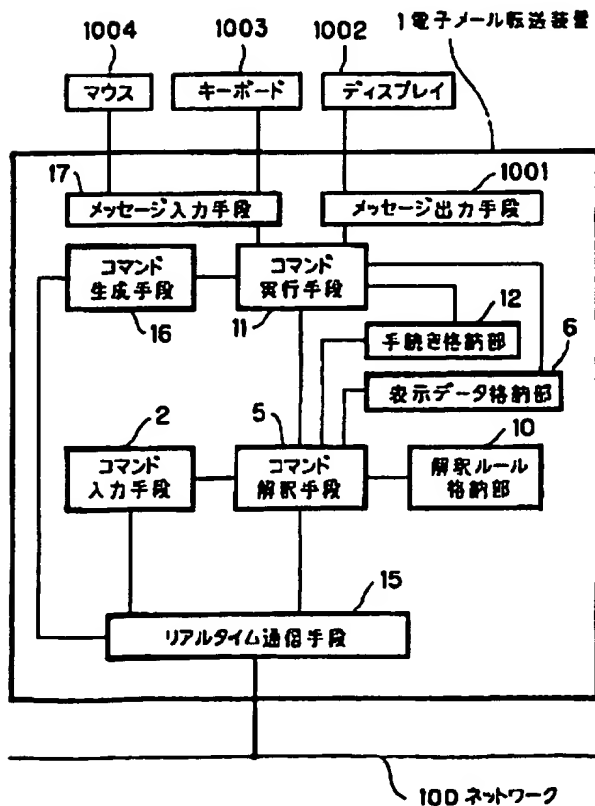 1004
1003
1002
1電子メール転送装置
マウス
キーボード
ディスプレイ
17
1001
メッセージ入力手段
メッセージ出力手段
コマンド
生成手段
16
コマンド
実行手段
11
12
手続き格納部
6
表示データ格納部
2
コマンド
入力手段
5
コマンド
解釈手段
10
解釈ルール
格納部
15
リアルタイム通信手段
100 ネットワーク